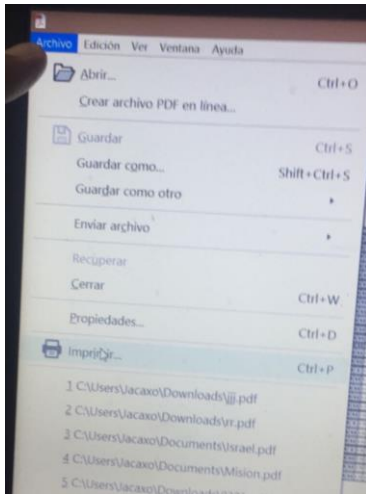 Archivo Edición Ver Ventana Ayuda
Abrir... Ctrl+O
Crear archivo PDF en línea...
Guardar Ctrl+S
Guardar como... Shift+Ctrl+S
Guardar como otro
Enviar archivo
Recuperar
Cerrar Ctrl+W
Propiedades... Ctrl+D
Imprimir... Ctrl+P
1 C:\Users\Jacaxo\Downloads\jjj.pdf
2 C:\Users\Jacaxo\Downloads\rr.pdf
3 C:\Users\Jacaxo\Documents\Israel.pdf
4 C:\Users\Jacaxo\Documents\Mision.pdf
5 C:\Users\Jacaxo\Downloads\